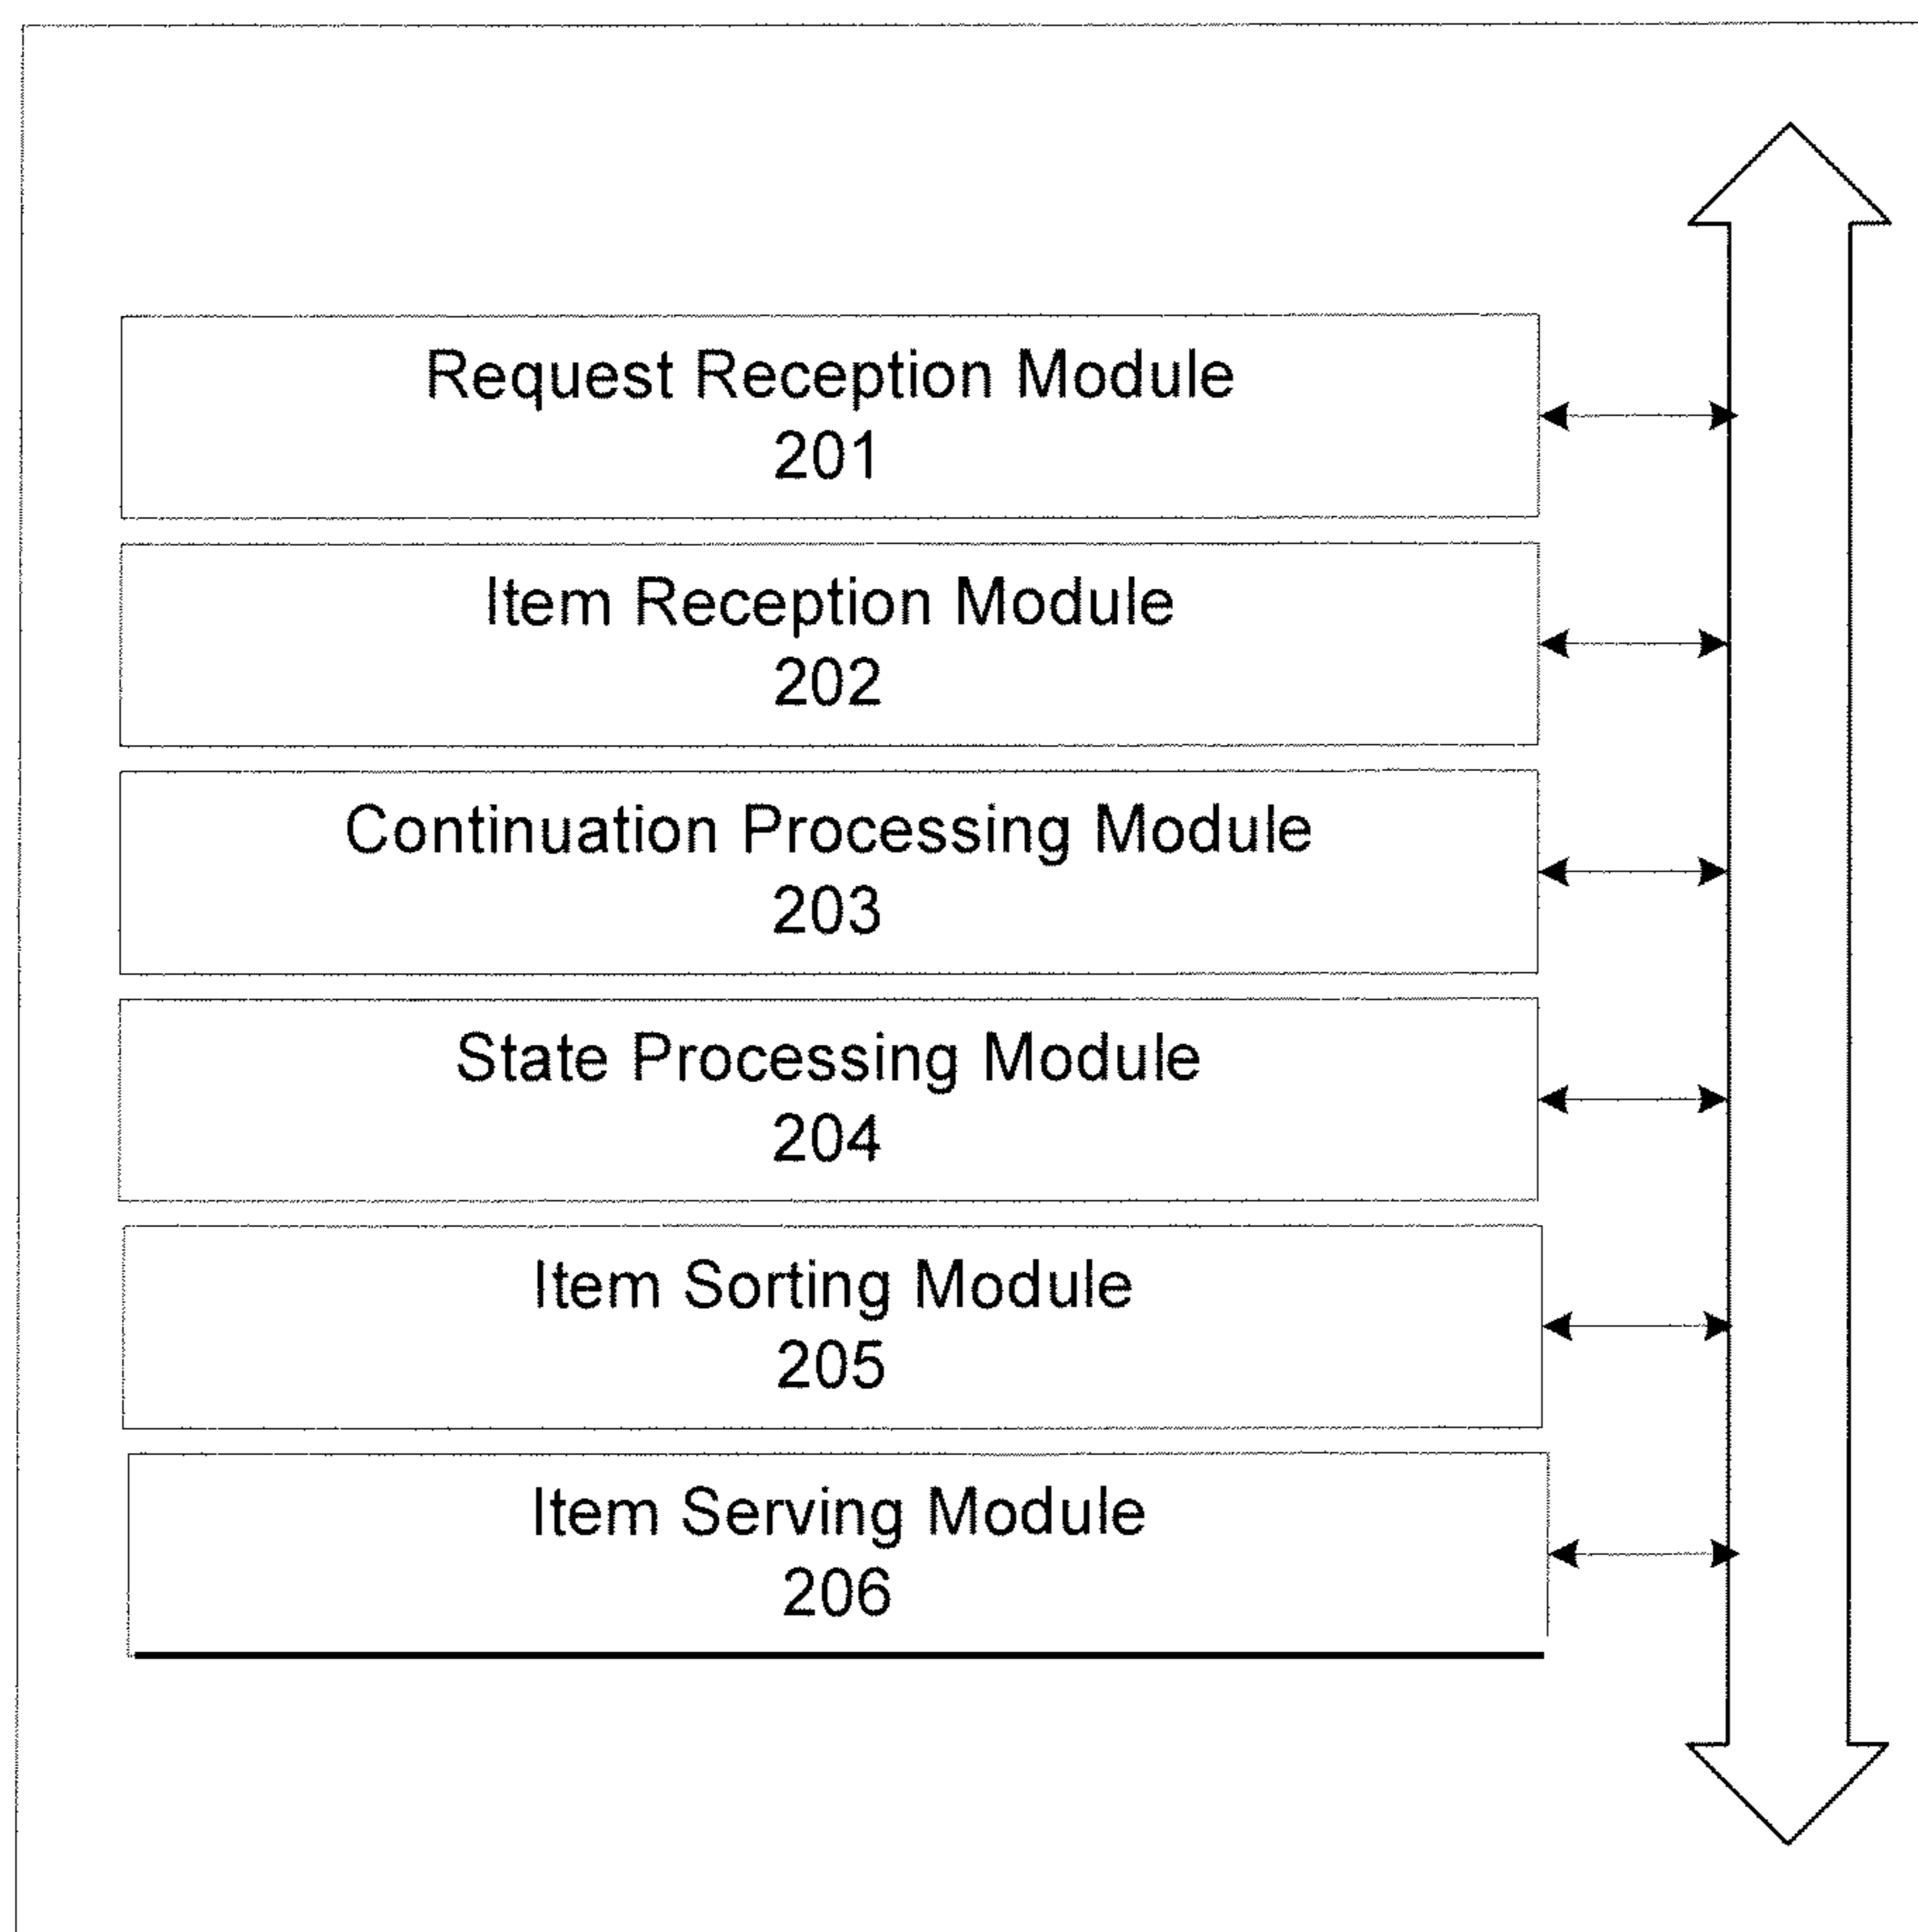 Request Reception Module
201
Item Reception Module
202
Continuation Processing Module
203
State Processing Module
204
Item Sorting Module
205
Item Serving Module
206